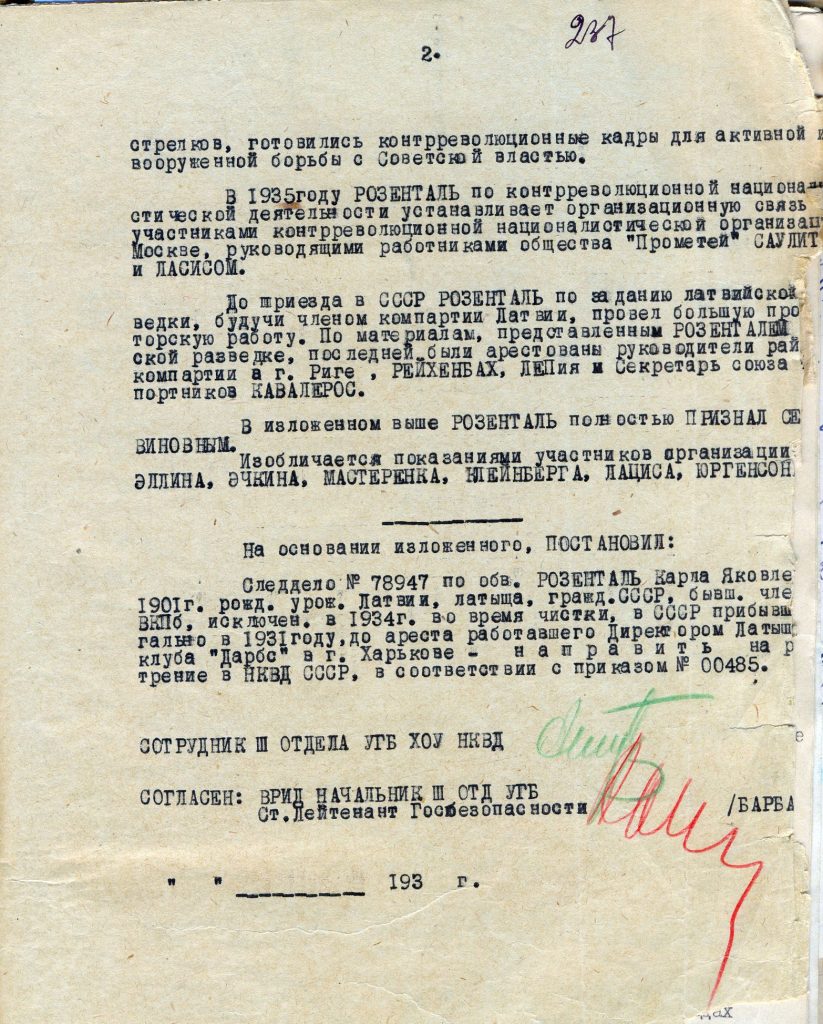 237
2.
стрелков, готовились контрреволюционные кадры для активной и
вооруженной борьбы с Советской властью.
В 1935году РОЗЕНТАЛЬ по контрреволюционной национа-
стической деятельности устанавливает организационную связь
участниками контрреволюционной националистической организац
Москве, руководящими работниками общества "Прометей" САУЛИТ
и ЛАСИСОМ.
До приезда в СССР РОЗЕНТАЛЬ по заданию латвийской
ведки, будучи членом компартии Латвии, провел большую про
торскую работу. По материалам, представленным РОЗЕНТАЛЕМ
ской разведке, последней были арестованы руководители рай
компартии в г. Риге , РЕЙХЕНБАХ, ЛЕПия и Секретарь союза
портников КАВАЛЕРОС.
В изложенном выше РОЗЕНТАЛЬ полностью ПРИЗНАЛ СЕ
ВИНОВНЫМ.
Изобличается показаниями участников организации
ЭЛЛИНА, ЭЧКИНА, МАСТЕРЕНКА, КЛЕЙНБЕРГА, ЛАЦИСА, ЮРГЕНСОН
На основании изложенного, ПОСТАНОВИЛ:
Следдело № 78947 по обв. РОЗЕНТАЛЬ Карла Яковле
1901г. рожд. урож. Латвии, латыша, гражд.СССР, бывш. чле
ВКПб, исключен. в 1934г. во время чистки, в СССР прибывш
гально в 1931году,до ареста работавшего Директором Латыш
клуба "Дарбс" в г. Харькове - н а п р а в и т ь на р
трение в НКВД СССР, в соответствии с приказом № 00485.
СОТРУДНИК Ш ОТДЕЛА УГБ ХОУ НКВД
СОГЛАСЕН: ВРИД НАЧАЛЬНИК Ш ОТД УГБ
Ст.Лейтенант Госбезопасности /БАРБА
" " ________ 193 г.